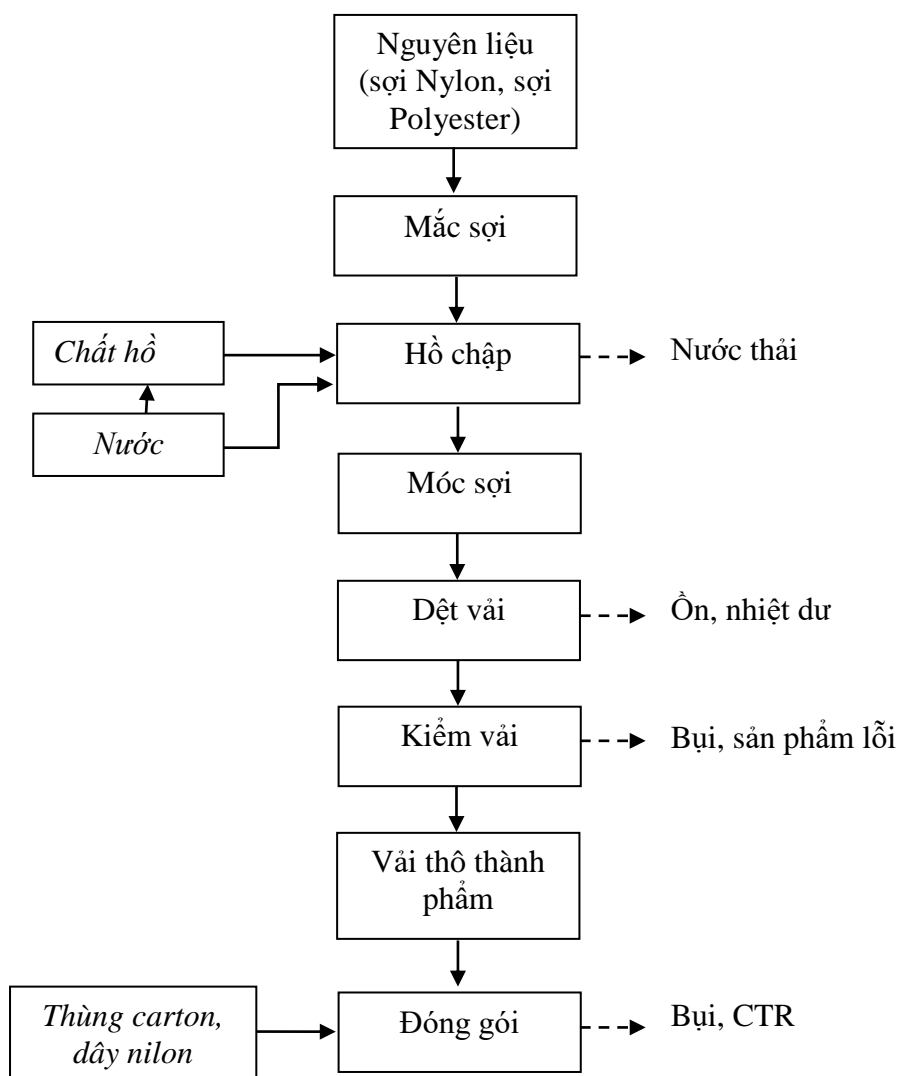 Nguyên liệu
(sợi Nylon, sợi
Polyester)
Mắc sợi
Chất hồ
Hồ chập
Nước thải
Nước
Móc sợi
Dệt vải
Ồn, nhiệt dư
Kiểm vải
Bụi, sản phẩm lỗi
Vải thô thành
phẩm
Thùng carton,
dây nilon
Đóng gói
Bụi, CTR